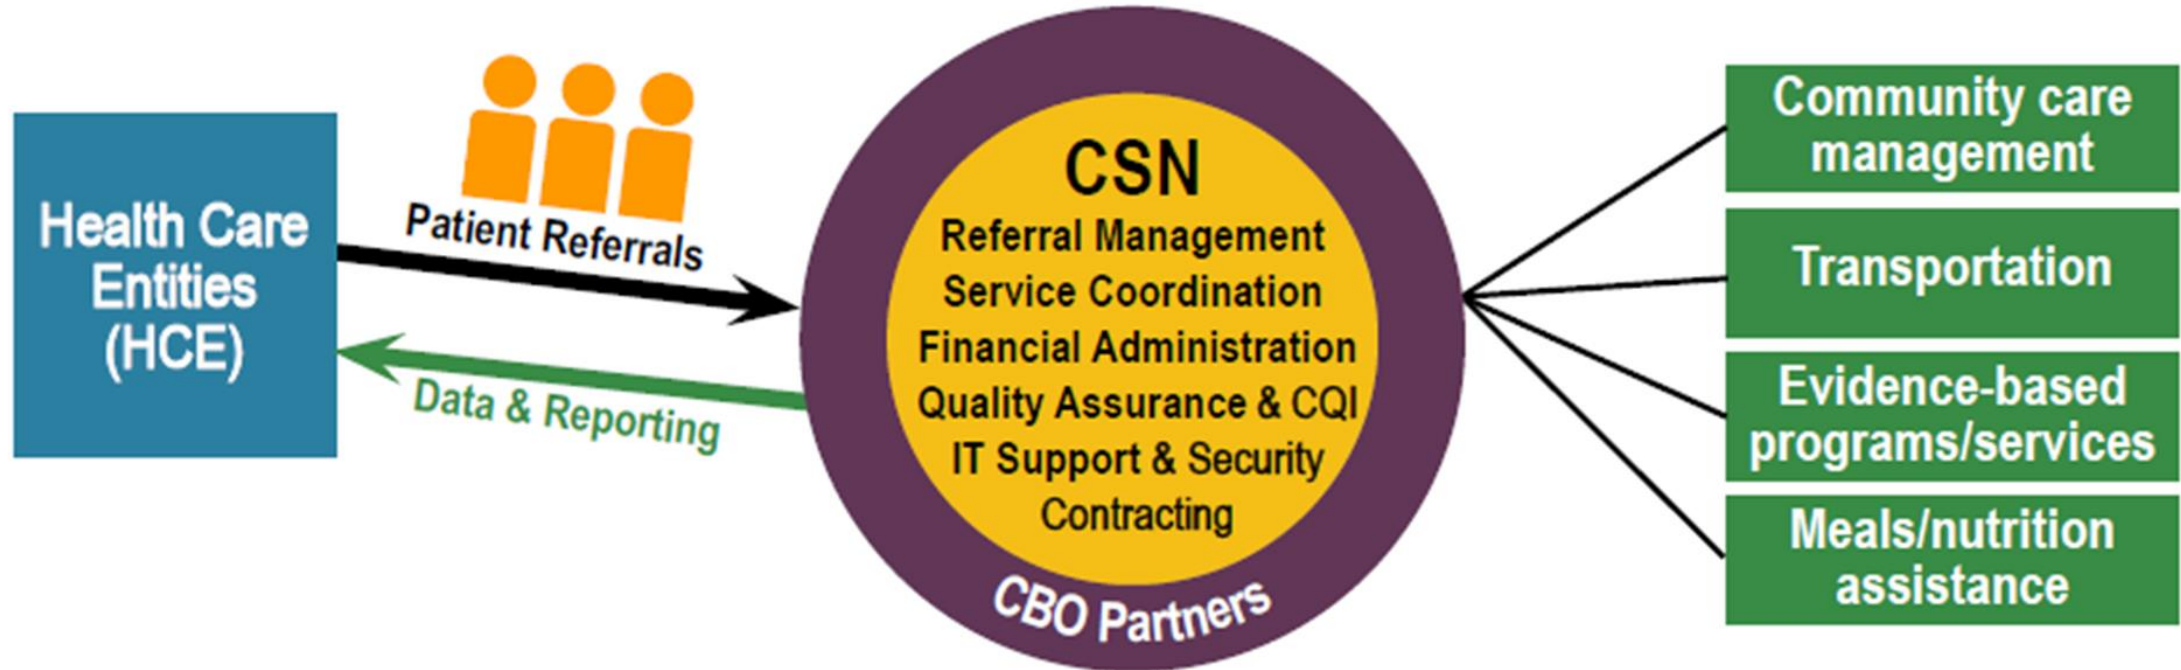 Health Care
Entities
(HCE)
Patient Referrals
Data & Reporting
CSN
Referral Management
Service Coordination
Financial Administration
Quality Assurance & CQI
IT Support & Security
Contracting
CBO Partners
Community care
management
Transportation
Evidence-based
programs/services
Meals/nutrition
assistance